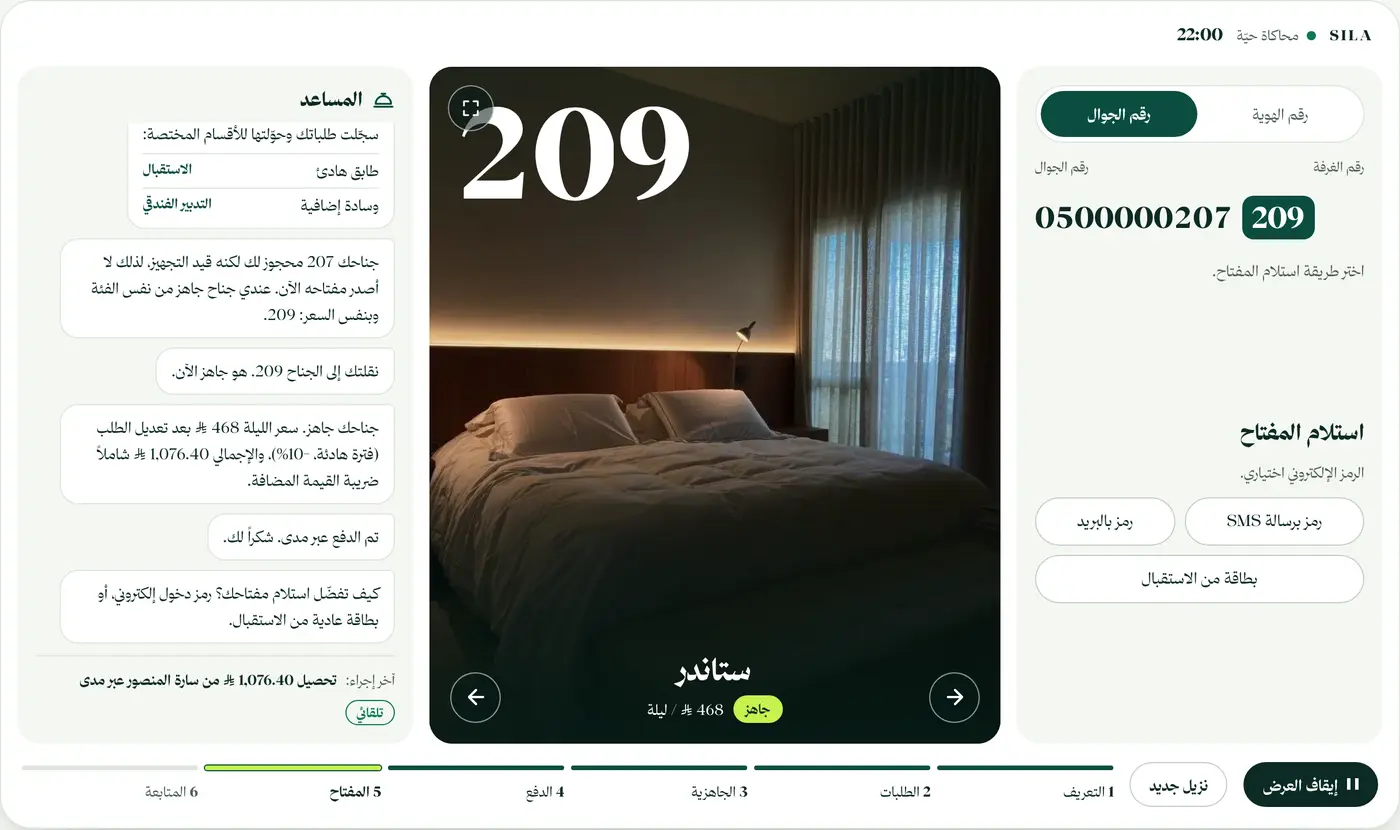 SILA
محاكاة حيّة
22:00
رقم الهوية
رقم الجوال
رقم الغرفة
رقم الجوال
209
0500000207
اختر طريقة استلام المفتاح.
استلام المفتاح
الرمز الإلكتروني اختياري.
رمز برسالة SMS
رمز بالبريد
بطاقة من الاستقبال
209
ستاندر
جاهز
468 ⃁ / ليلة
المساعد
سجّلت طلباتك وحوّلتها للأقسام المختصة:
طابق هادئ
الاستقبال
وسادة إضافية
التدبير الفندقي
جناحك 207 محجوز لك لكنه قيد التجهيز، لذلك لا
أصدر مفتاحه الآن. عندي جناح جاهز من نفس الفئة
وبنفس السعر: 209.
نقلتك إلى الجناح 209. هو جاهز الآن.
جناحك جاهز. سعر الليلة 468 ⃁ بعد تعديل الطلب
(فترة هادئة، -10%)، والإجمالي 1,076.40 ⃁ شاملاً
ضريبة القيمة المضافة.
تم الدفع عبر مدى. شكراً لك.
كيف تفضّل استلام مفتاحك؟ رمز دخول إلكتروني، أو
بطاقة عادية من الاستقبال.
آخر إجراء: تحصيل 1,076.40 ⃁ من سارة المنصور عبر مدى
تلقائي
إيقاف العرض
نزيل جديد
1 التعريف
2 الطلبات
3 الجاهزية
4 الدفع
5 المفتاح
6 المتابعة